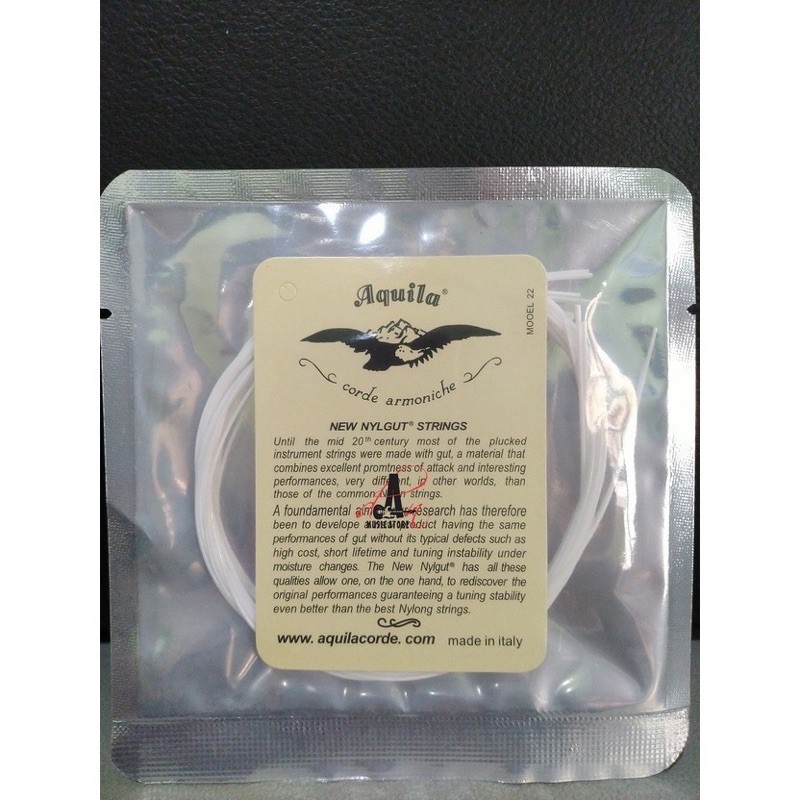 Aquila®
MOOEL 22
corde armoniche
NEW NYLGUT® STRINGS
Until the mid 20th century most of the plucked
instrument strings were made with gut, a material that
combines excellent promtness of attack and interesting
performances, very in other worlds, than
those of the common strings.
A foundamental research has therefore
been to develope having the same
performances of gut without its typical defects such as
high cost, short lifetime and tuning instability under
moisture changes. The New Nylgut® has all these
qualities allow one, on the one hand, to rediscover the
original performances guaranteeing a tuning stability
even better than the best Nylong strings.
A
MUSIC STORE
www. aquilacorde. com made in italy